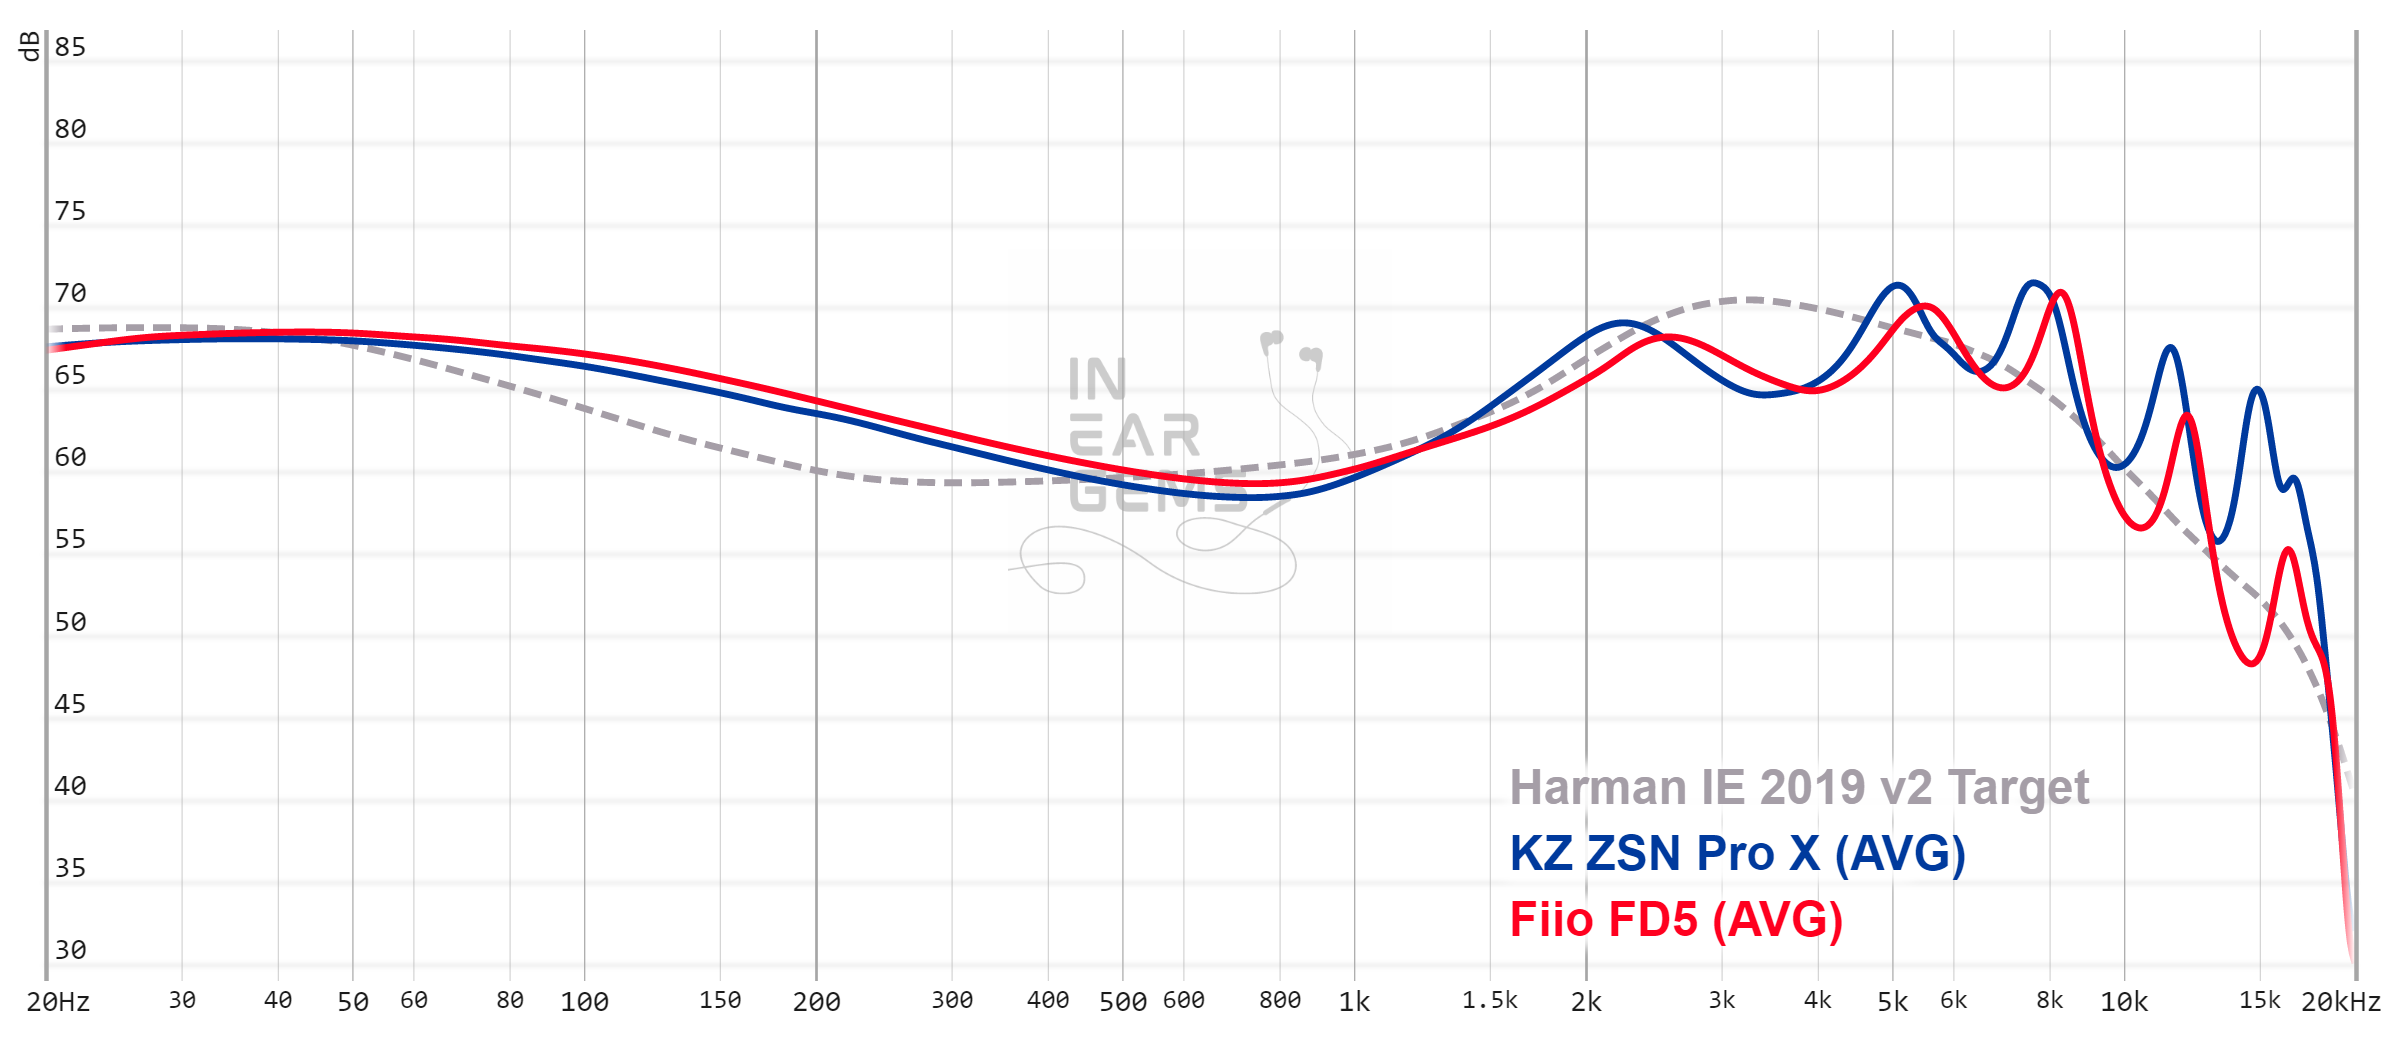 dB
85
80
75
70
65
60
55
50
45
40
35
30
IN
EAR
GEMS
Harman IE 2019 v2 Target
KZ ZSN Pro X (AVG)
Fiio FD5 (AVG)
20Hz 30 40 50 60 80 100 150 200 300 400 500 600 800 1k 1.5k 2k 3k 4k 5k 6k 8k 10k 15k 20kHz